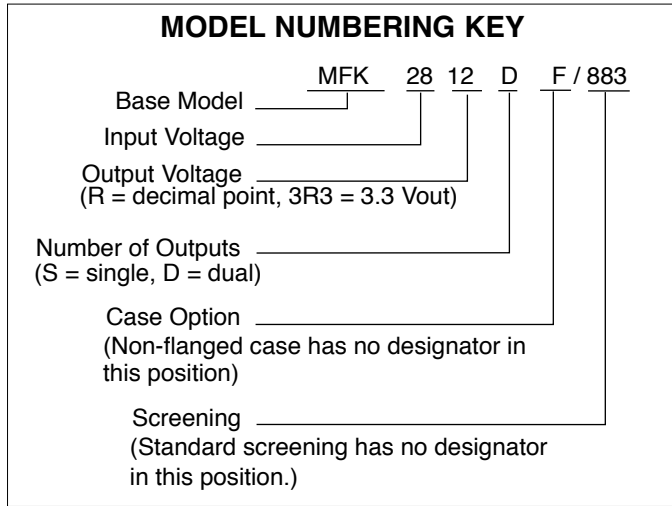 MODEL NUMBERING KEY
MFK 28 12 D F / 883
Base Model
Input Voltage
Output Voltage
(R = decimal point, 3R3 = 3.3 Vout)
Number of Outputs
(S = single, D = dual)
Case Option
(Non-flanged case has no designator in
this position)
Screening
(Standard screening has no designator
in this position.)